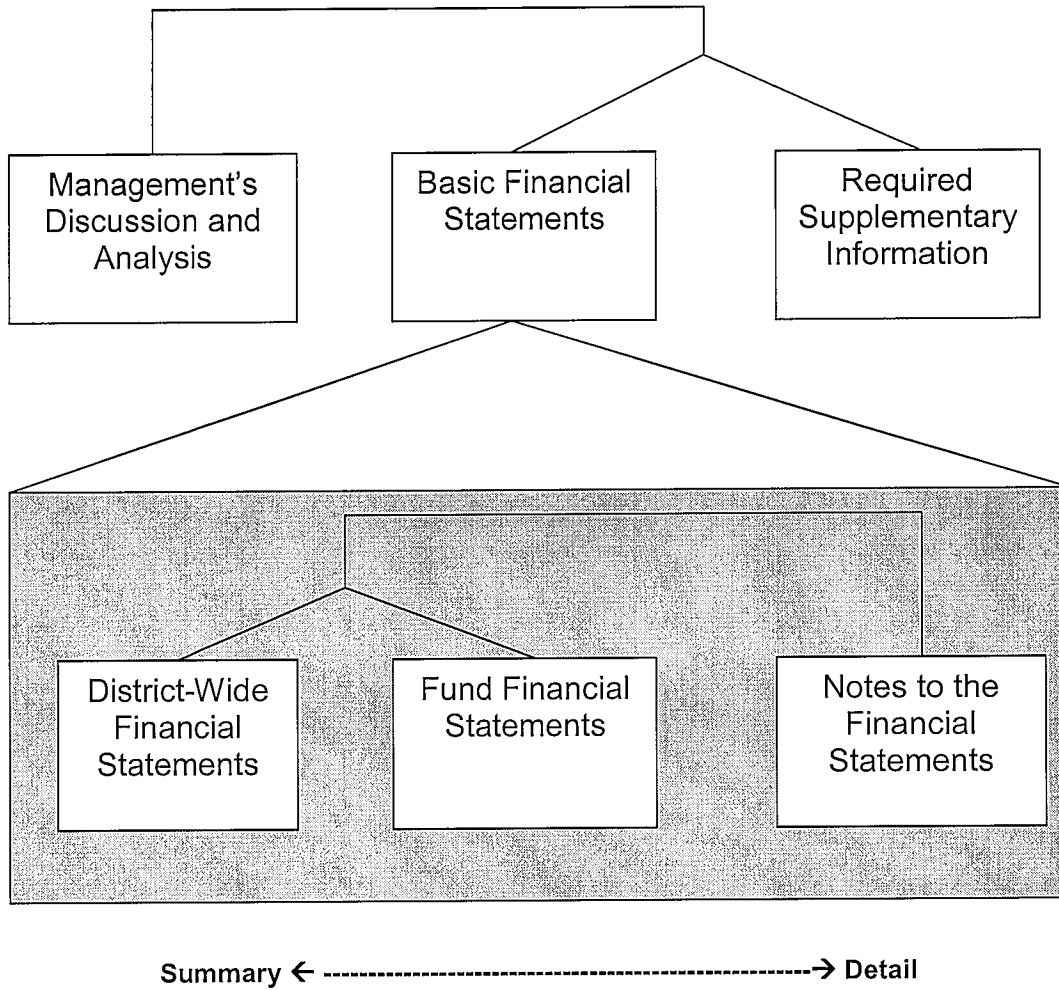 Management's
Discussion and
Analysis
Basic Financial
Statements
Required
Supplementary
Information
District-Wide
Financial
Statements
Fund Financial
Statements
Notes to the
Financial
Statements
Summary ← --------------------------------------------------→ Detail